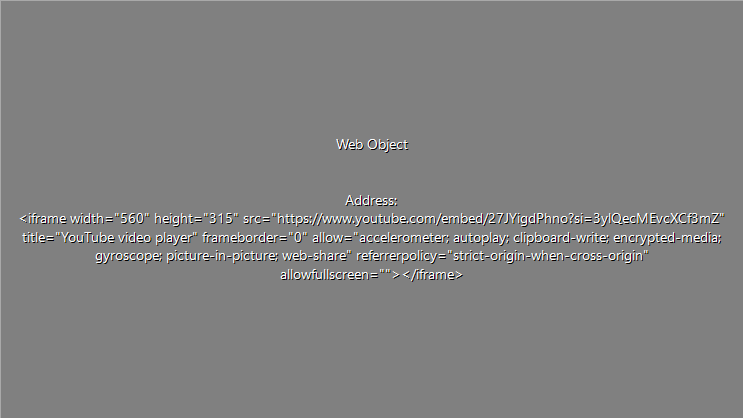 Web Object
Address:
<iframe width="560" height="315" src="https://www.youtube.com/embed/27JYigdPhno?si=3ylQecMEvcXCf3mZ"
title="YouTube video player" frameborder="0" allow="accelerometer; autoplay; clipboard-write; encrypted-media;
gyroscope; picture-in-picture; web-share" referrerpolicy="strict-origin-when-cross-origin"
allowfullscreen=""></iframe>